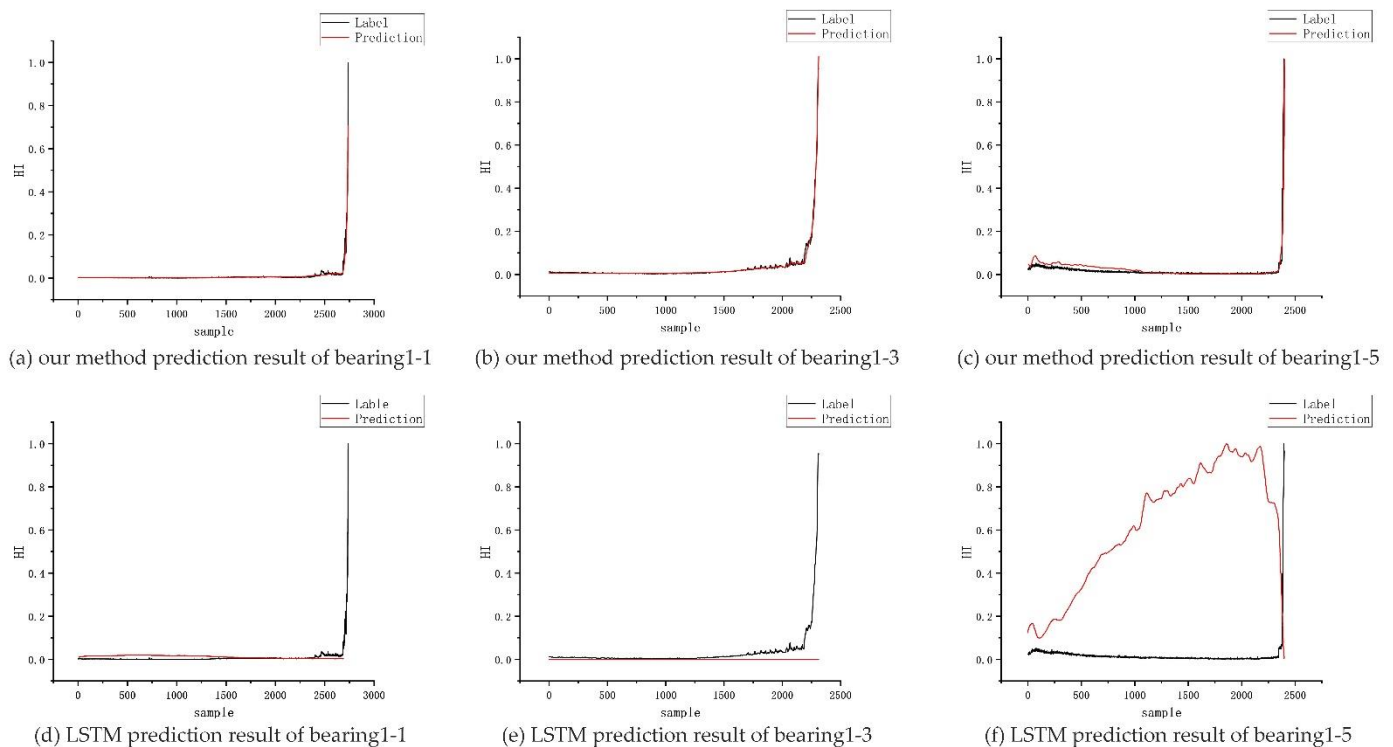 Label
Prediction
1.0
0.8
0.6
0.4
0.2
0.0
HI
0 500 1000 1500 2000 2500 3000
sample
(a) our method prediction result of bearing1-1
Label
Prediction
1.0
0.8
0.6
0.4
0.2
0.0
HI
0 500 1000 1500 2000 2500
sample
(b) our method prediction result of bearing1-3
Label
Prediction
1.0
0.8
0.6
0.4
0.2
0.0
HI
0 500 1000 1500 2000 2500
sample
(c) our method prediction result of bearing1-5
Lable
Prediction
1.0
0.8
0.6
0.4
0.2
0.0
HI
0 500 1000 1500 2000 2500 3000
sample
(d) LSTM prediction result of bearing1-1
Label
Prediction
1.0
0.8
0.6
0.4
0.2
0.0
HI
0 500 1000 1500 2000 2500
sample
(e) LSTM prediction result of bearing1-3
Label
Prediction
1.0
0.8
0.6
0.4
0.2
0.0
HI
0 500 1000 1500 2000 2500
sample
(f) LSTM prediction result of bearing1-5